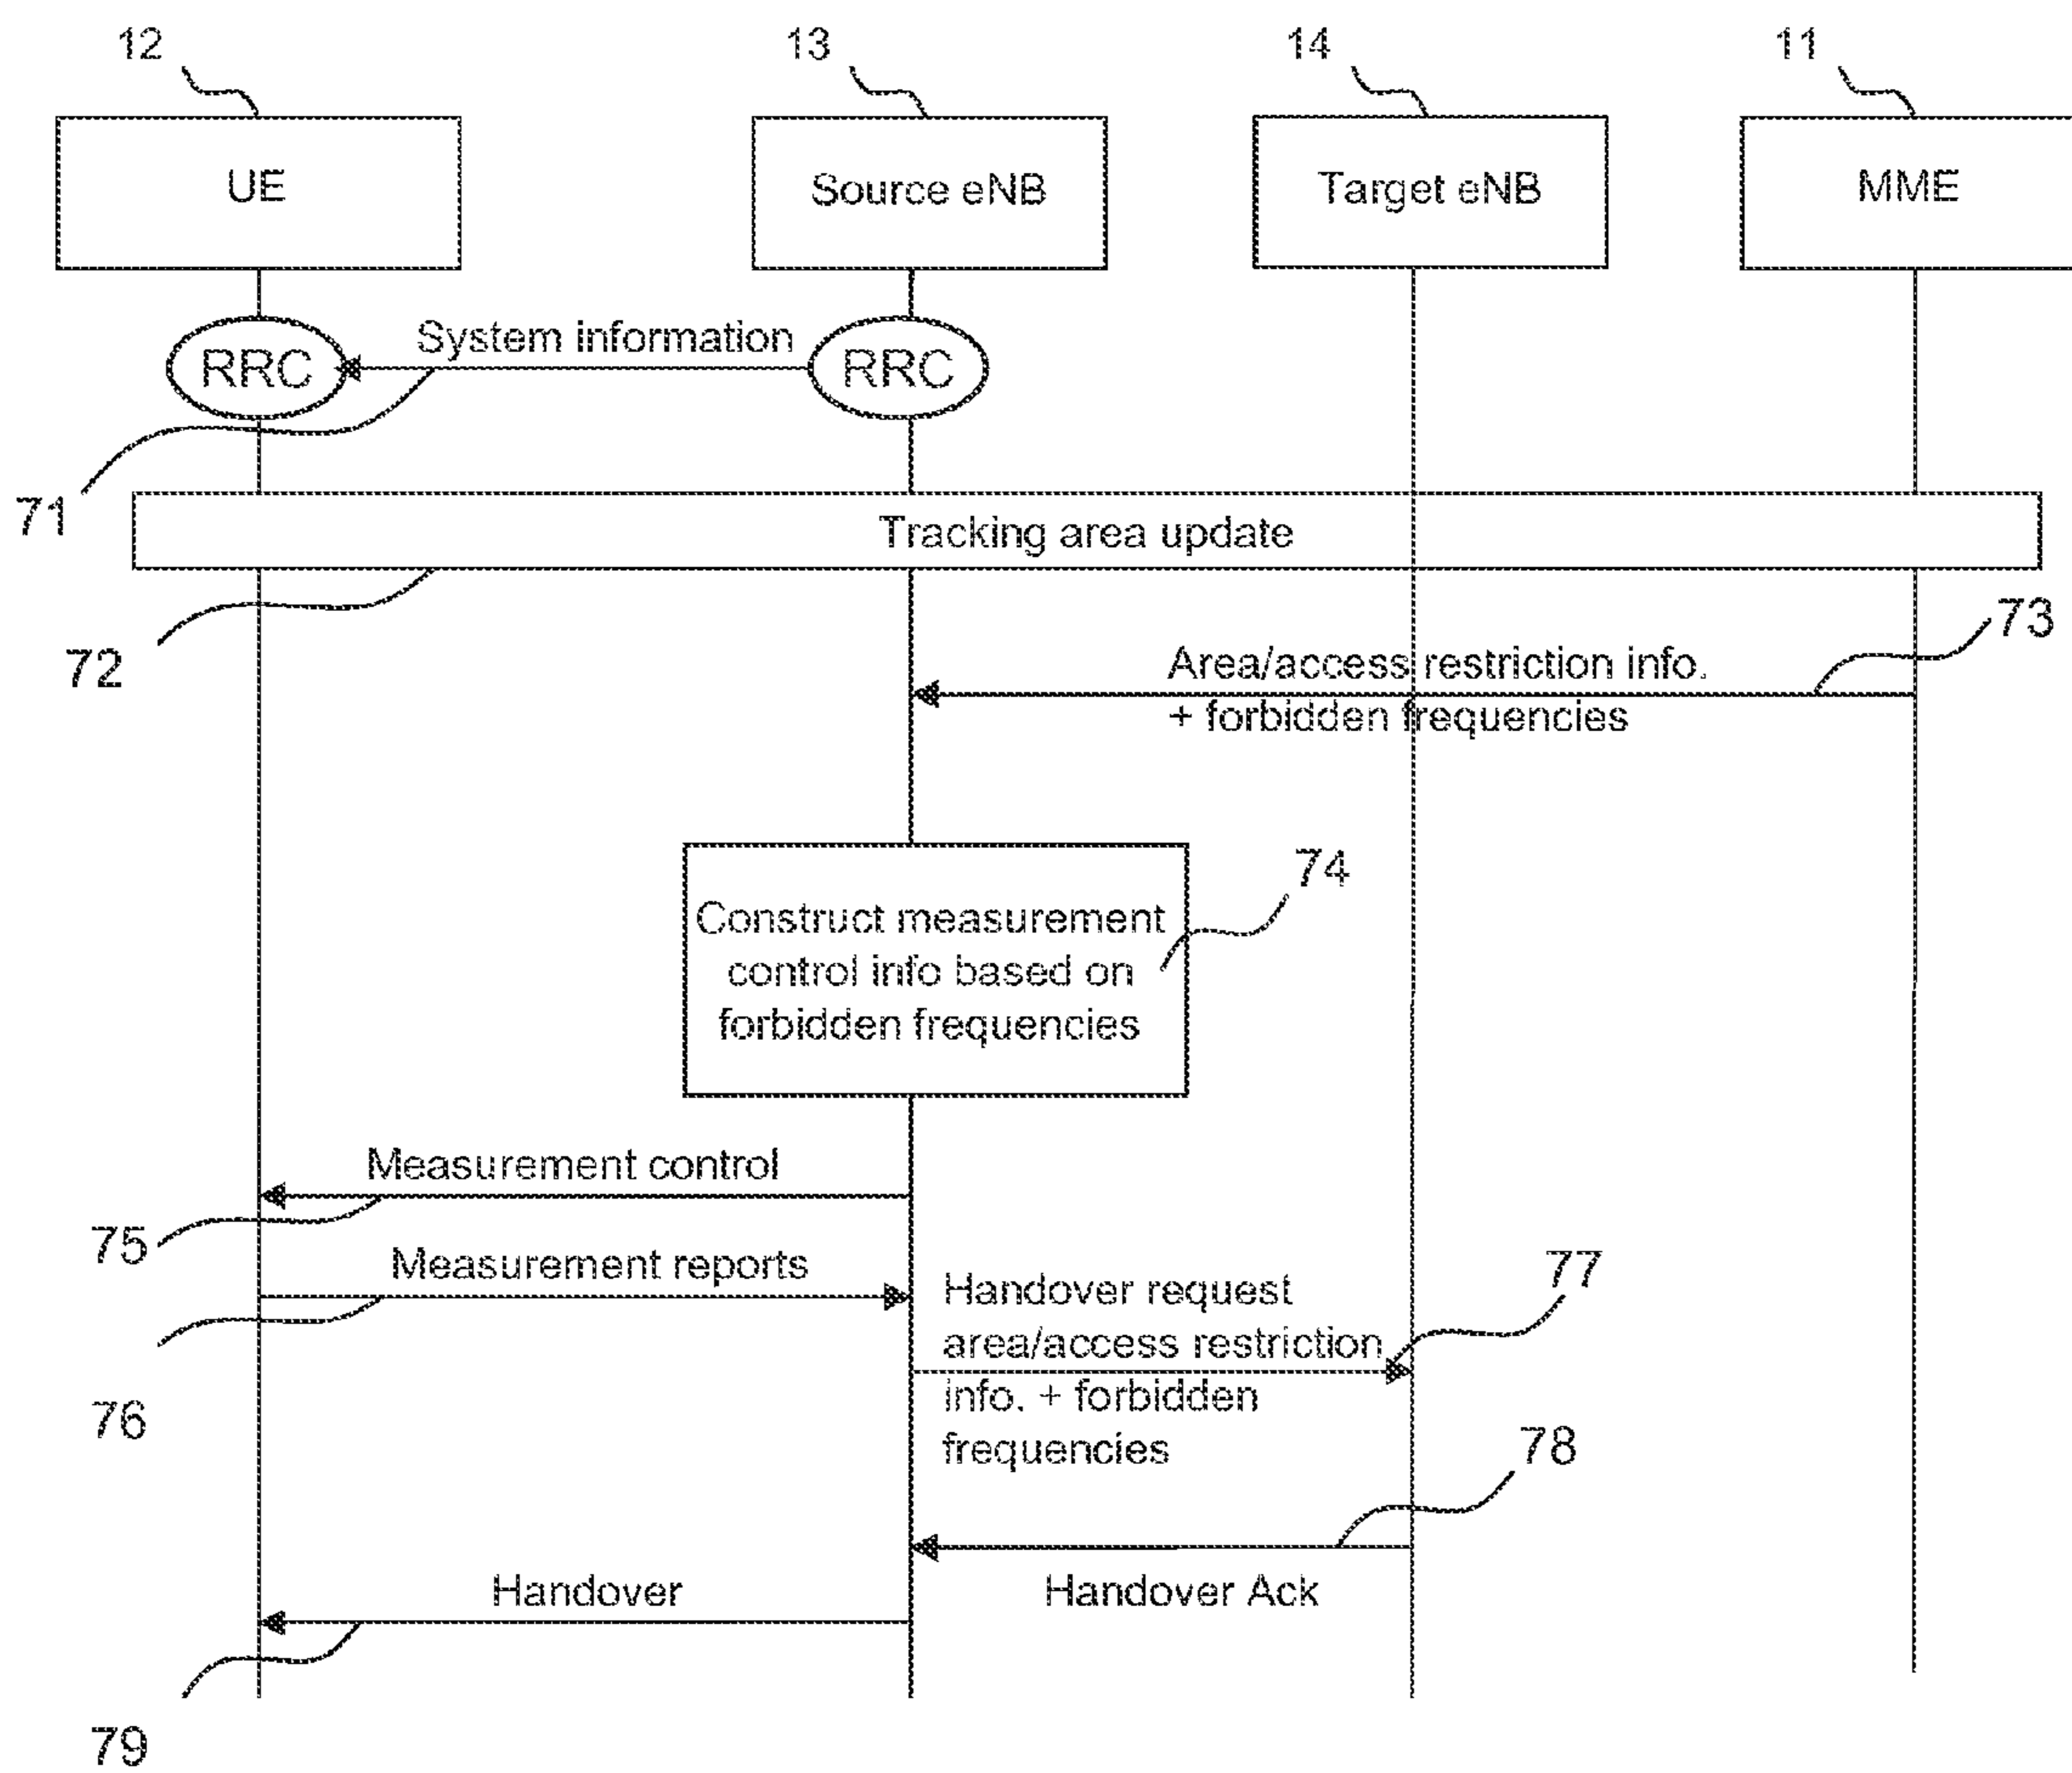 12
13
14
11
UE
Source eNB
Target eNB
MME
System information
RRC
RRC
71
Tracking area update
72
73
Area/access restriction info.
+ forbidden frequencies
74
Construct measurement
control info based on
forbidden frequencies
Measurement control
75
Measurement reports
76
77
Handover request
area/access restriction
info. + forbidden
frequencies
78
Handover Ack
Handover
79